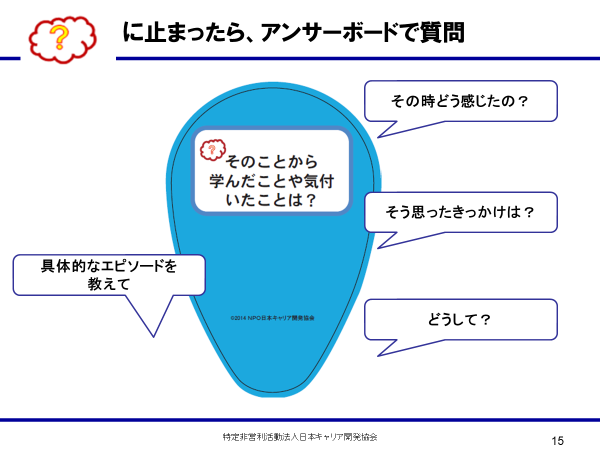 ?
に止まったら、アンサーボードで質問
その時どう感じたの？
?
そのことから
学んだことや気付
いたことは？
そう思ったきっかけは？
具体的なエピソードを
教えて
©2014 NPO日本キャリア開発協会
どうして？
特定非営利活動法人日本キャリア開発協会
15